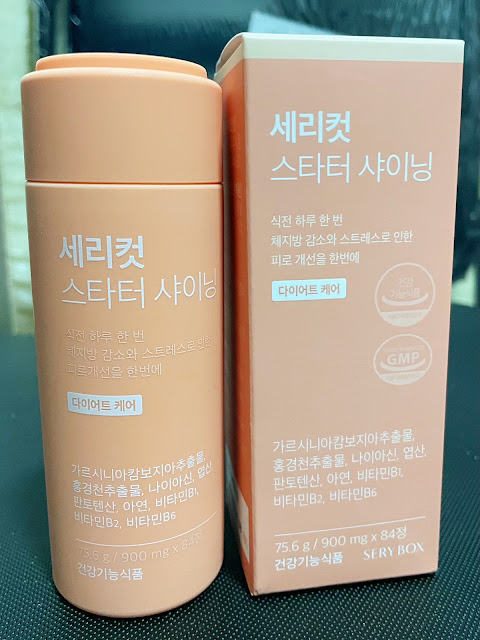 세리컷
스타터 샤이닝
식전 하루 한 번
체지방 감소와 스트레스로 인한
피로개선을 한번에
다이어트 케어
가르시니아캄보지아추출물,
홍경천추출물, 나이아신, 엽산,
판토텐산, 아연, 비타민B1,
비타민B2, 비타민B6
75.6 g / 900 mg x 84정
건강기능식품
세리컷
스타터 샤이닝
식전 하루 한 번
체지방 감소와 스트레스로 인한
피로 개선을 한번에
다이어트 케어
건강
기능식품
GMP
가르시니아캄보지아추출물,
홍경천추출물, 나이아신, 엽산,
판토텐산, 아연, 비타민B1,
비타민B2, 비타민B6
75.6 g / 900 mg x 84정
건강기능식품
SERY BOX